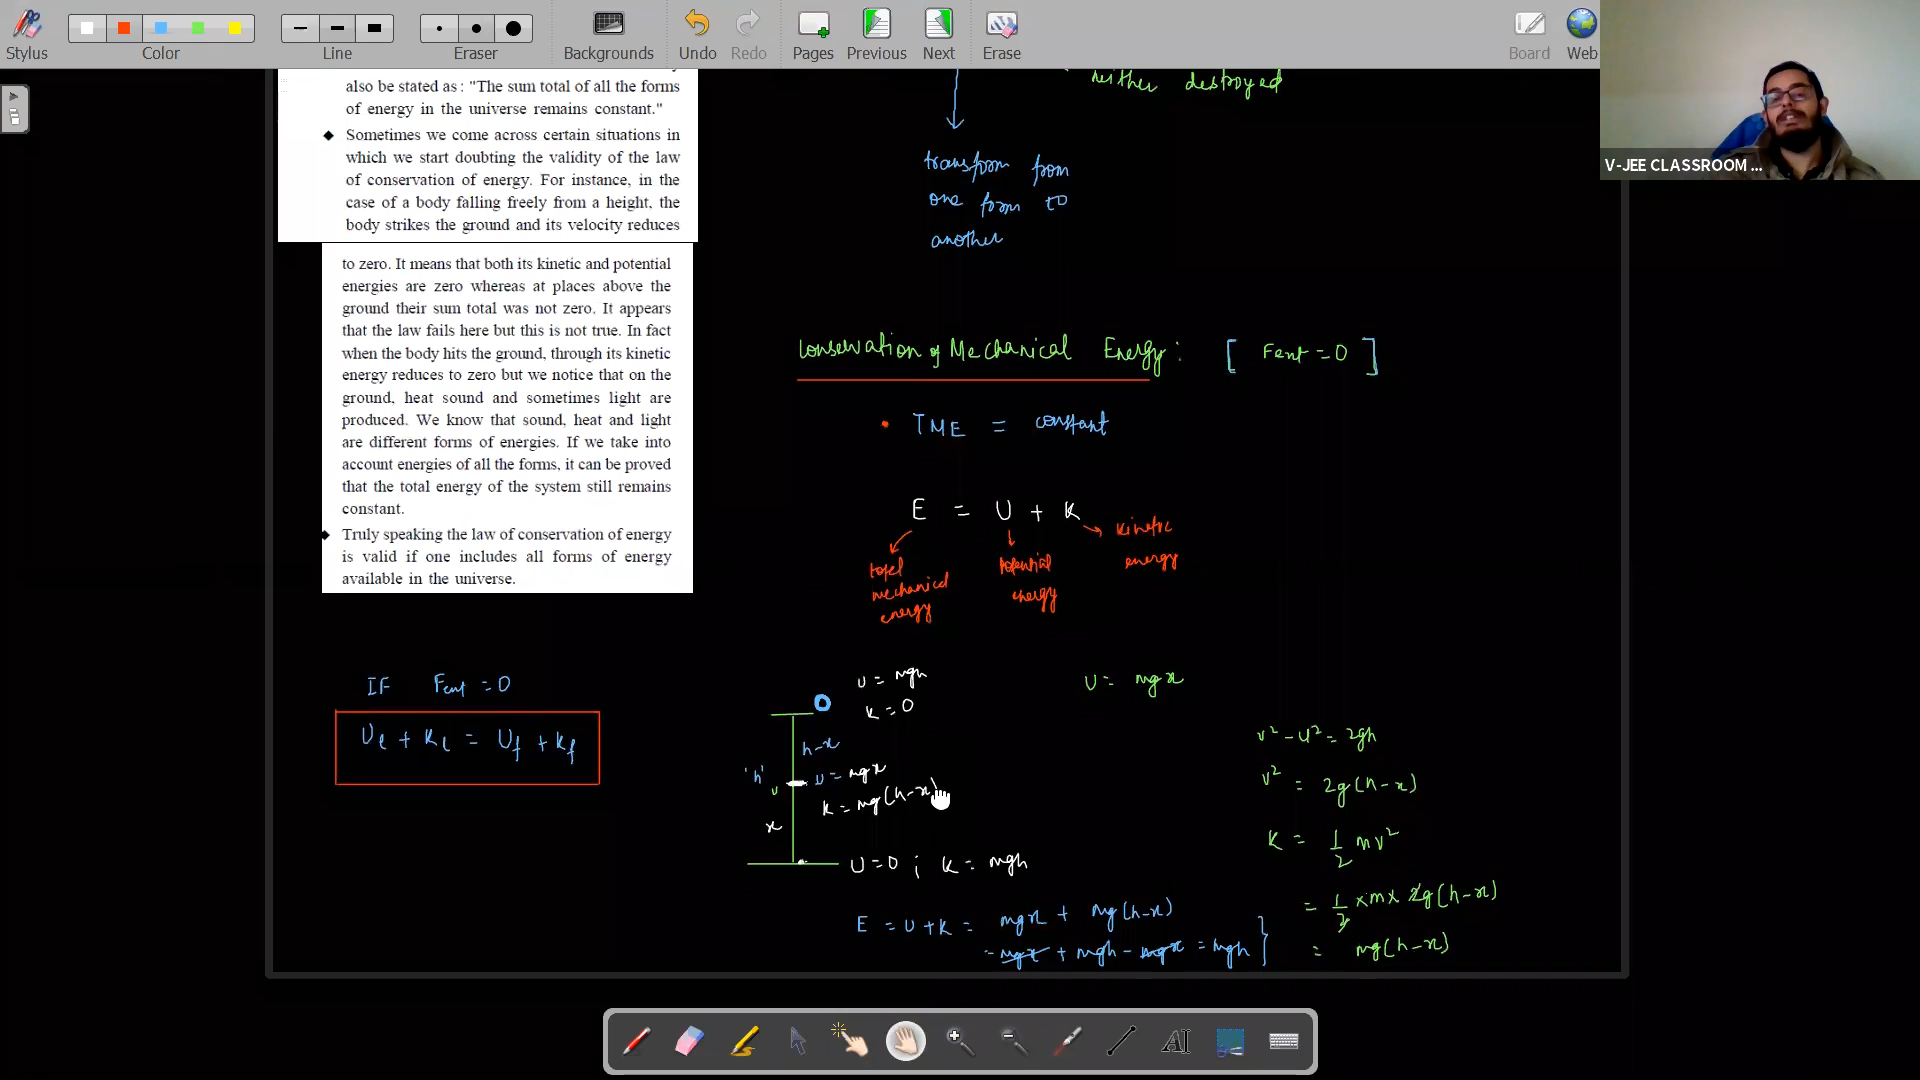 Stylus
Color
Line
Eraser
Backgrounds
Undo
Redo
Pages
Previous
Next
Erase
Board
Web
V-JEE CLASSROOM ...
also be stated as : "The sum total of all the forms
of energy in the universe remains constant."
◆ Sometimes we come across certain situations in
which we start doubting the validity of the law
of conservation of energy. For instance, in the
case of a body falling freely from a height, the
body strikes the ground and its velocity reduces
to zero. It means that both its kinetic and potential
energies are zero whereas at places above the
ground their sum total was not zero. It appears
that the law fails here but this is not true. In fact
when the body hits the ground, through its kinetic
energy reduces to zero but we notice that on the
ground, heat sound and sometimes light are
produced. We know that sound, heat and light
are different forms of energies. If we take into
account energies of all the forms, it can be proved
that the total energy of the system still remains
constant.
◆ Truly speaking the law of conservation of energy
is valid if one includes all forms of energy
available in the universe.
neither destroyed
transform from
one form to
another
Conservation of Mechanical Energy : [ Fext = 0 ]
• TME = constant
E = U + K
total
mechanical
energy
potential
energy
kinetic
energy
IF Fext = 0
Ui + Ki = Uf + Kf
U = mgh
K = 0
h-x
'h'
U = mgx
v
K = mg(h-x)
x
U=0 ; K = mgh
E = U+K = mgx + mg(h-x)
= mgx + mgh - mgx = mgh }
U = mgx
v² - u² = 2gh
v² = 2g(h-x)
K = 1/2 mv²
= 1/2 x m x 2g(h-x)
= mg(h-x)
AI